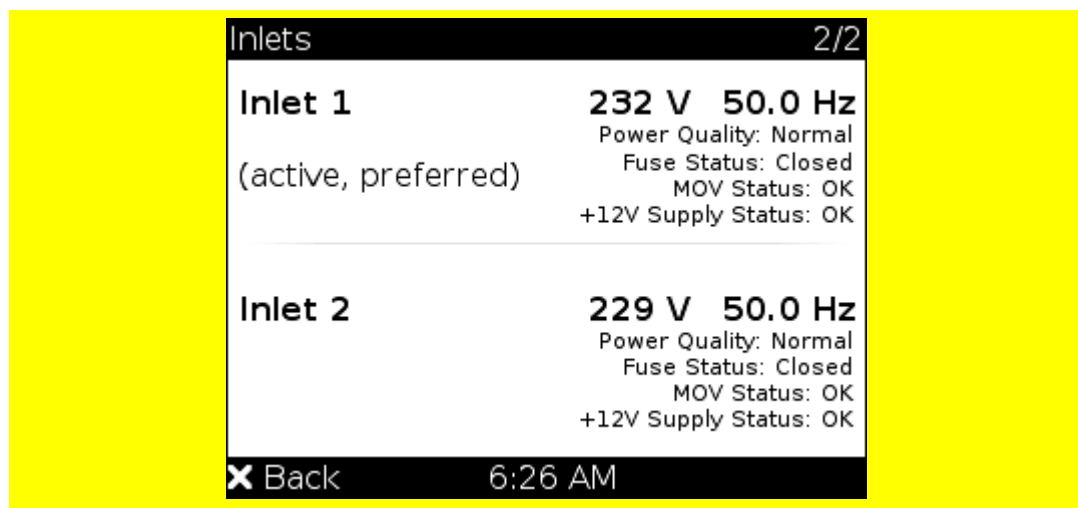 Inlets 2/2
Inlet 1 232 V 50.0 Hz
Power Quality: Normal
(active, preferred) Fuse Status: Closed
MOV Status: OK
+12V Supply Status: OK
Inlet 2 229 V 50.0 Hz
Power Quality: Normal
Fuse Status: Closed
MOV Status: OK
+12V Supply Status: OK
✕ Back 6:26 AM